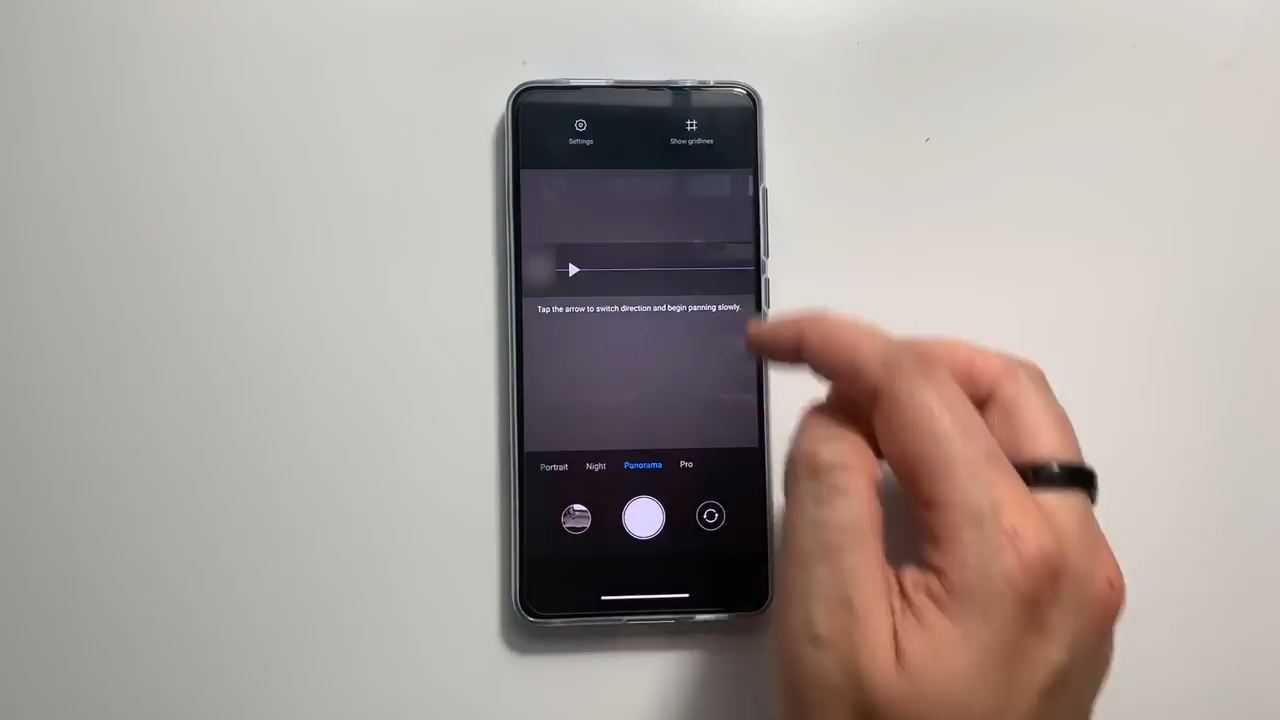 Settings
Show gridlines
Tap the arrow to switch direction and begin panning slowly.
Portrait Night Panorama Pro